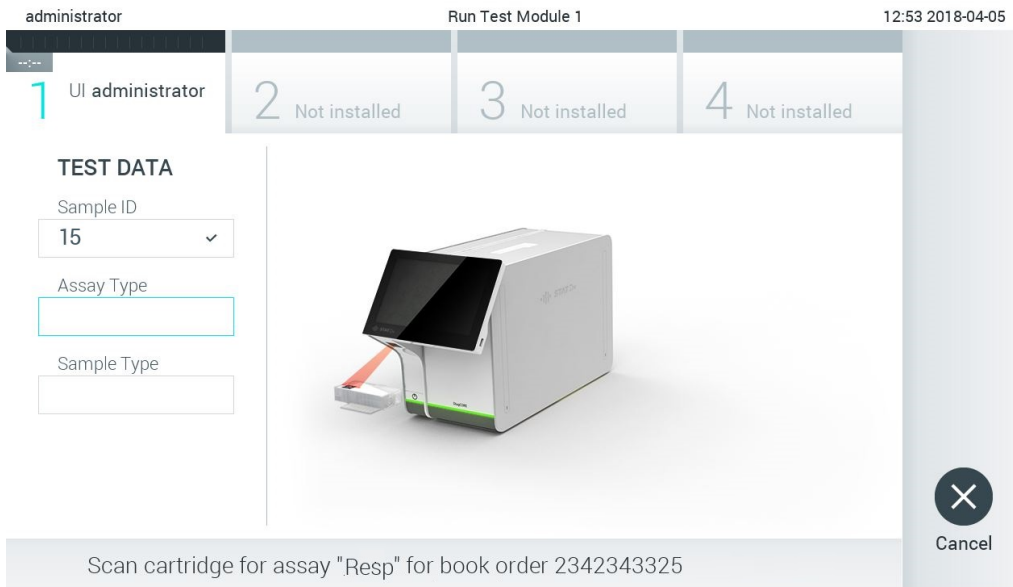 administrator
Run Test Module 1
12:53 2018-04-05
--:--
1 UI administrator
2 Not installed
3 Not installed
4 Not installed
TEST DATA
Sample ID
15
Assay Type
Sample Type
Cancel
Scan cartridge for assay "Resp" for book order 2342343325